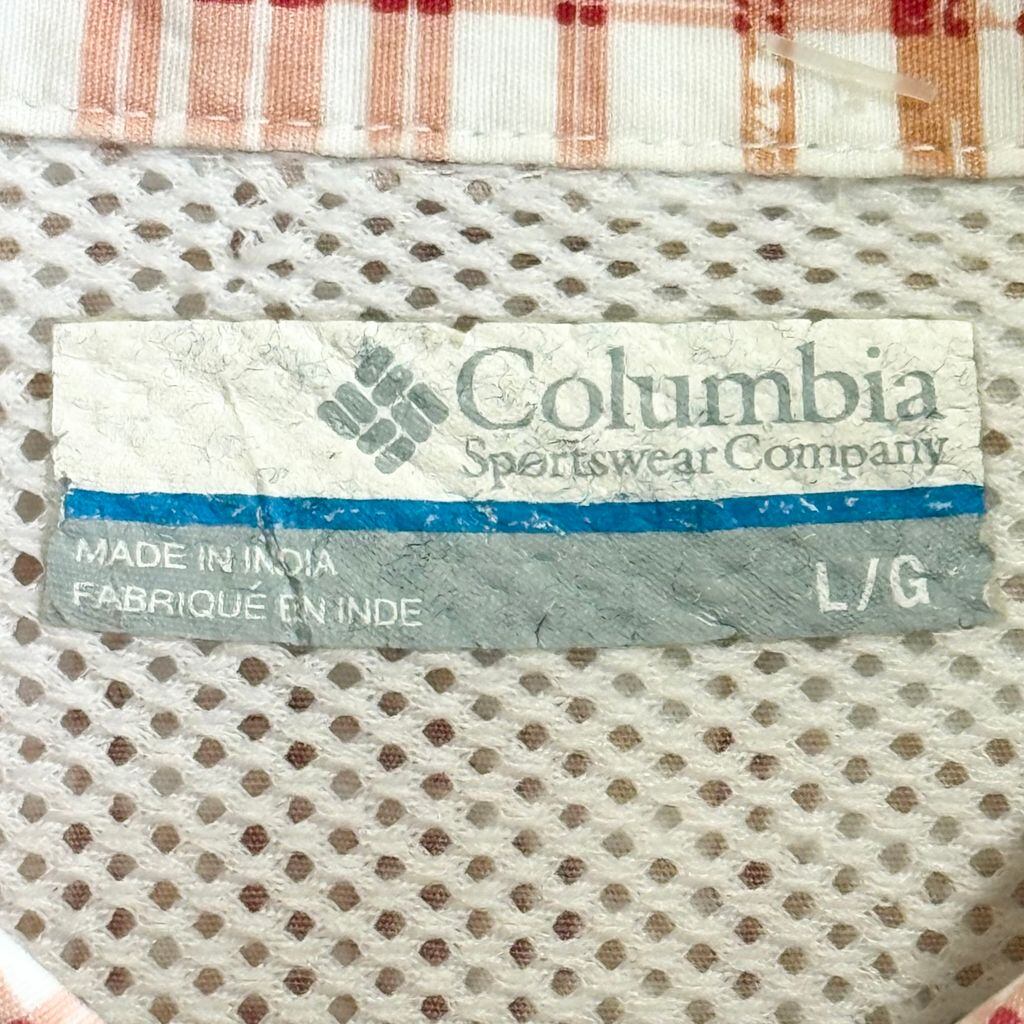 Columbia
Sportswear Company
MADE IN INDIA
FABRIQUÉ EN INDE
L/G